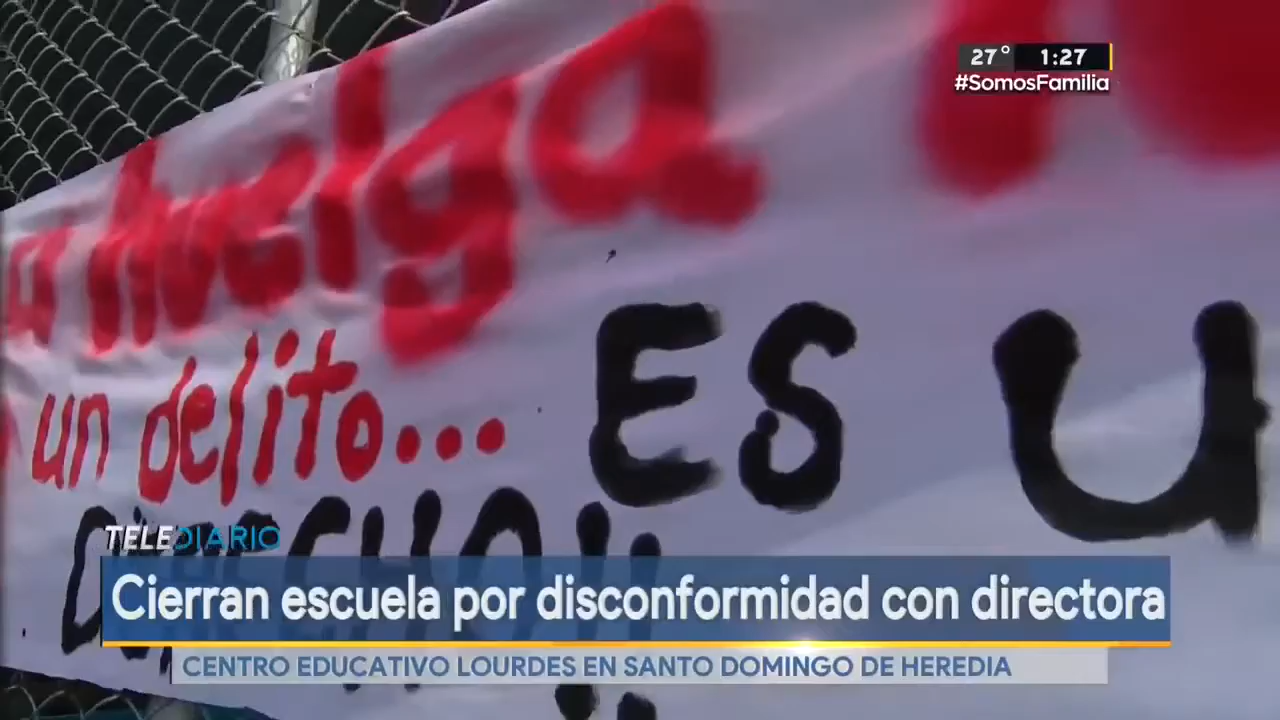 27° 1:27
#SomosFamilia
huelga
un delito... ES U
DERECHO!!
TELEDIARIO
Cierran escuela por disconformidad con directora
CENTRO EDUCATIVO LOURDES EN SANTO DOMINGO DE HEREDIA